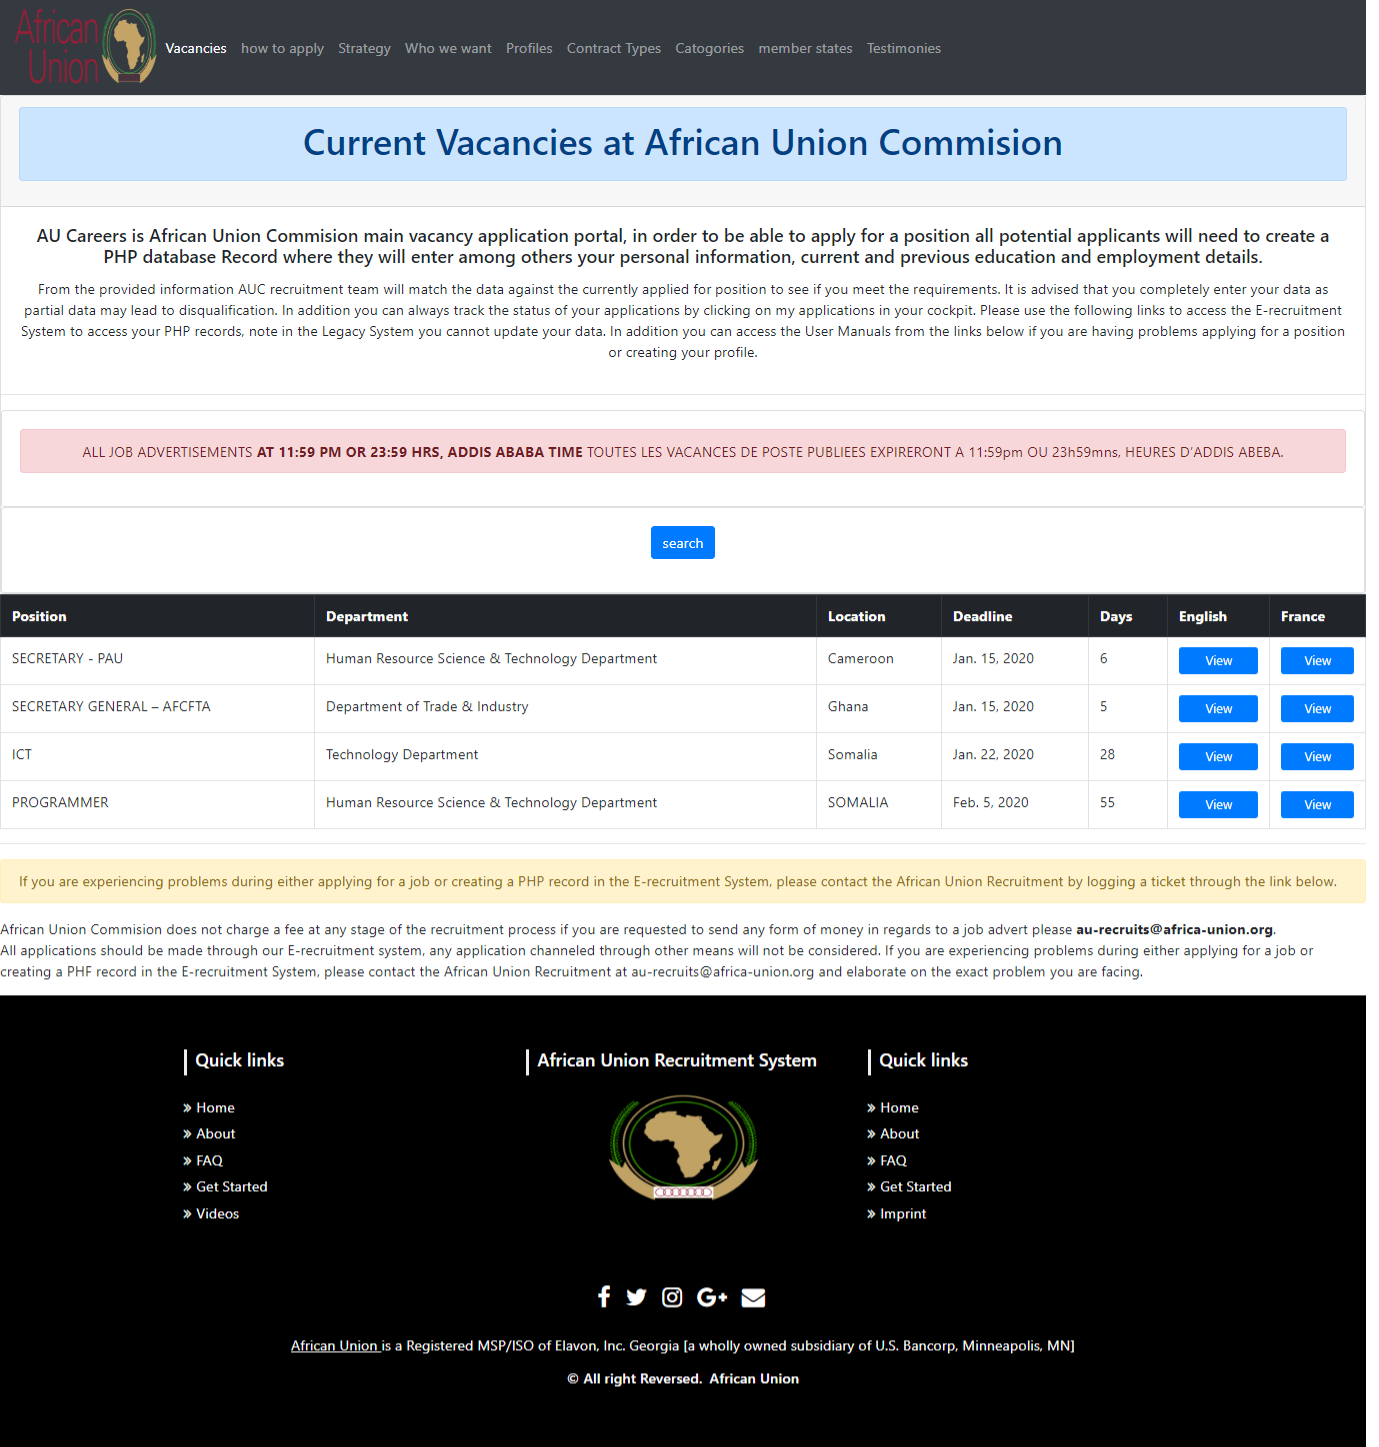 African
Union
Vacancies how to apply Strategy Who we want Profiles Contract Types Catogories member states Testimonies
Current Vacancies at African Union Commision
AU Careers is African Union Commision main vacancy application portal, in order to be able to apply for a position all potential applicants will need to create a
PHP database Record where they will enter among others your personal information, current and previous education and employment details.
From the provided information AUC recruitment team will match the data against the currently applied for position to see if you meet the requirements. It is advised that you completely enter your data as
partial data may lead to disqualification. In addition you can always track the status of your applications by clicking on my applications in your cockpit. Please use the following links to access the E-recruitment
System to access your PHP records, note in the Legacy System you cannot update your data. In addition you can access the User Manuals from the links below if you are having problems applying for a position
or creating your profile.
ALL JOB ADVERTISEMENTS AT 11:59 PM OR 23:59 HRS, ADDIS ABABA TIME TOUTES LES VACANCES DE POSTE PUBLIEES EXPIRERONT A 11:59pm OU 23h59mns, HEURES D'ADDIS ABEBA.
search
Position Department Location Deadline Days English France
SECRETARY - PAU Human Resource Science & Technology Department Cameroon Jan. 15, 2020 6 View View
SECRETARY GENERAL – AFCFTA Department of Trade & Industry Ghana Jan. 15, 2020 5 View View
ICT Technology Department Somalia Jan. 22, 2020 28 View View
PROGRAMMER Human Resource Science & Technology Department SOMALIA Feb. 5, 2020 55 View View
If you are experiencing problems during either applying for a job or creating a PHP record in the E-recruitment System, please contact the African Union Recruitment by logging a ticket through the link below.
African Union Commision does not charge a fee at any stage of the recruitment process if you are requested to send any form of money in regards to a job advert please au-recruits@africa-union.org.
All applications should be made through our E-recruitment system, any application channeled through other means will not be considered. If you are experiencing problems during either applying for a job or
creating a PHF record in the E-recruitment System, please contact the African Union Recruitment at au-recruits@africa-union.org and elaborate on the exact problem you are facing.
Quick links
» Home
» About
» FAQ
» Get Started
» Videos
African Union Recruitment System
Quick links
» Home
» About
» FAQ
» Get Started
» Imprint
African Union is a Registered MSP/ISO of Elavon, Inc. Georgia [a wholly owned subsidiary of U.S. Bancorp, Minneapolis, MN]
© All right Reversed. African Union